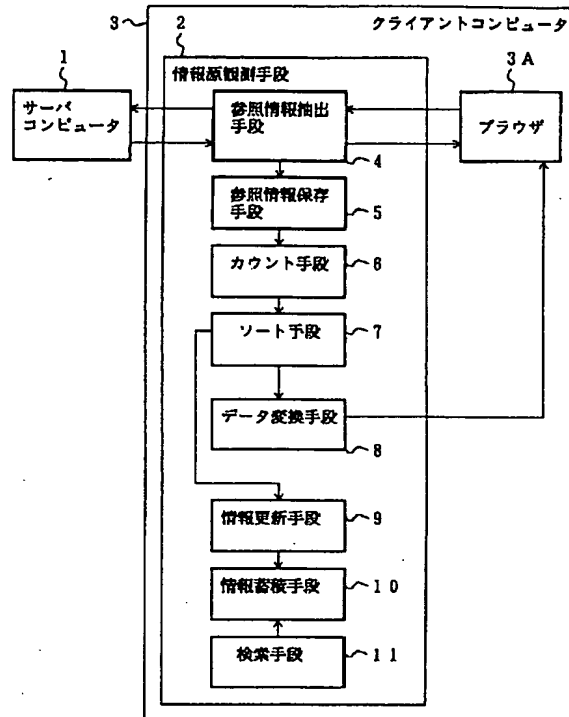 3
クライアントコンピュータ
2
情報源観測手段
1
サーバ
コンピュータ
参照情報抽出
手段
4
3A
ブラウザ
参照情報保存
手段
5
カウント手段
6
ソート手段
7
データ変換手段
8
情報更新手段
9
情報蓄積手段
10
検索手段
11